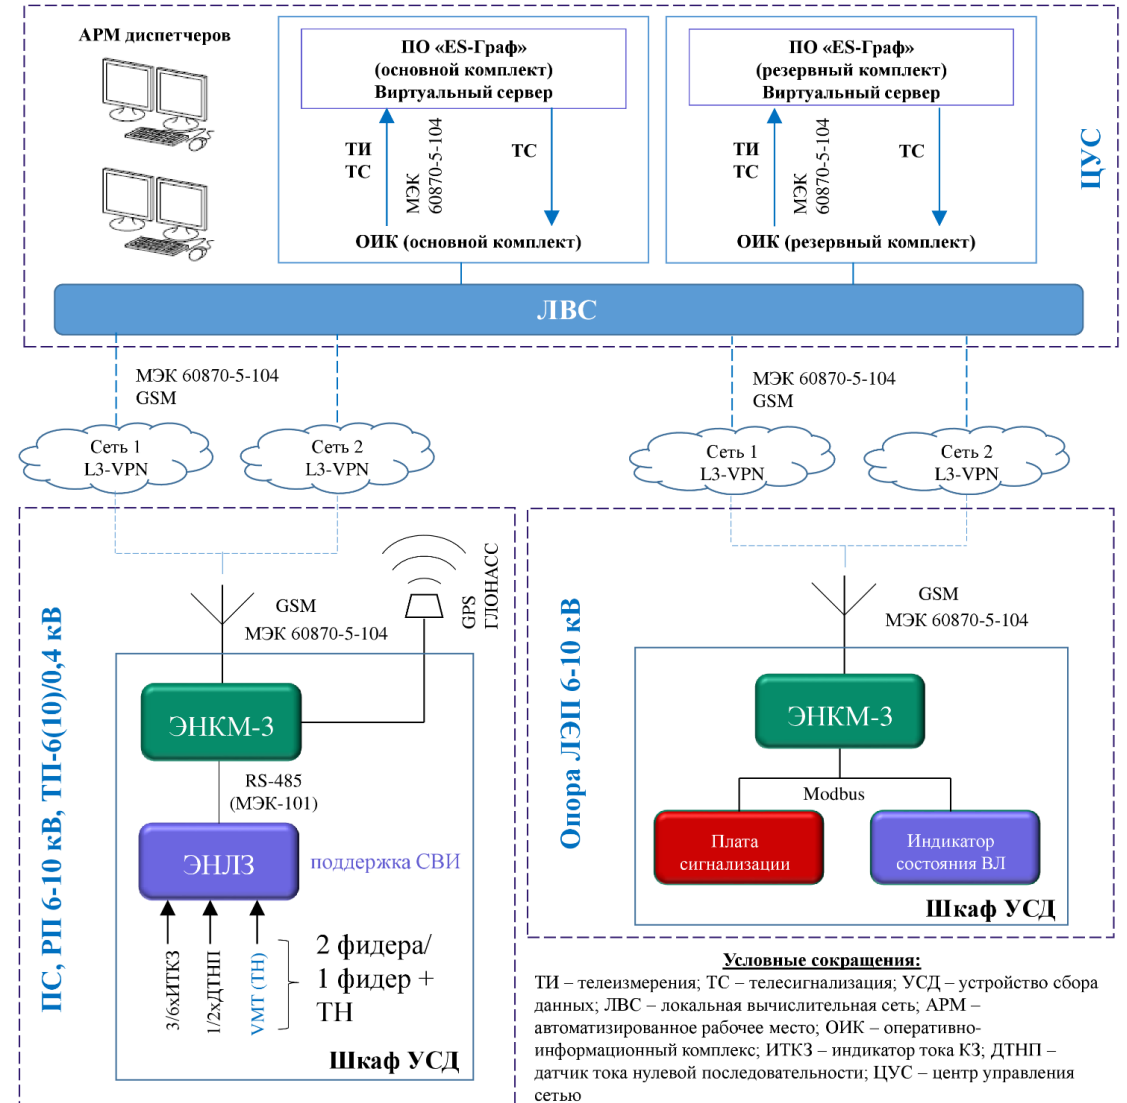 АРМ диспетчеров
ПО «ES-Граф»
(основной комплект)
Виртуальный сервер
ТИ
ТС
МЭК
60870-5-104
ТС
ОИК (основной комплект)
ПО «ES-Граф»
(резервный комплект)
Виртуальный сервер
ТИ
ТС
МЭК
60870-5-104
ТС
ОИК (резервный комплект)
ЦУС
ЛВС
МЭК 60870-5-104
GSM
Сеть 1
L3-VPN
Сеть 2
L3-VPN
МЭК 60870-5-104
GSM
Сеть 1
L3-VPN
Сеть 2
L3-VPN
ПС, РП 6-10 кВ, ТП-6(10)/0,4 кВ
GSM
МЭК 60870-5-104
GPS
ГЛОНАСС
ЭНКМ-3
RS-485
(МЭК-101)
ЭНЛЗ
поддержка СВИ
3/6хИТКЗ
1/2хДТНП
VMT (ТН)
2 фидера/
1 фидер +
ТН
Шкаф УСД
Опора ЛЭП 6-10 кВ
GSM
МЭК 60870-5-104
ЭНКМ-3
Modbus
Плата
сигнализации
Индикатор
состояния ВЛ
Шкаф УСД
Условные сокращения:
ТИ – телеизмерения; ТС – телесигнализация; УСД – устройство сбора
данных; ЛВС – локальная вычислительная сеть; АРМ –
автоматизированное рабочее место; ОИК – оперативно-
информационный комплекс; ИТКЗ – индикатор тока КЗ; ДТНП –
датчик тока нулевой последовательности; ЦУС – центр управления
сетью